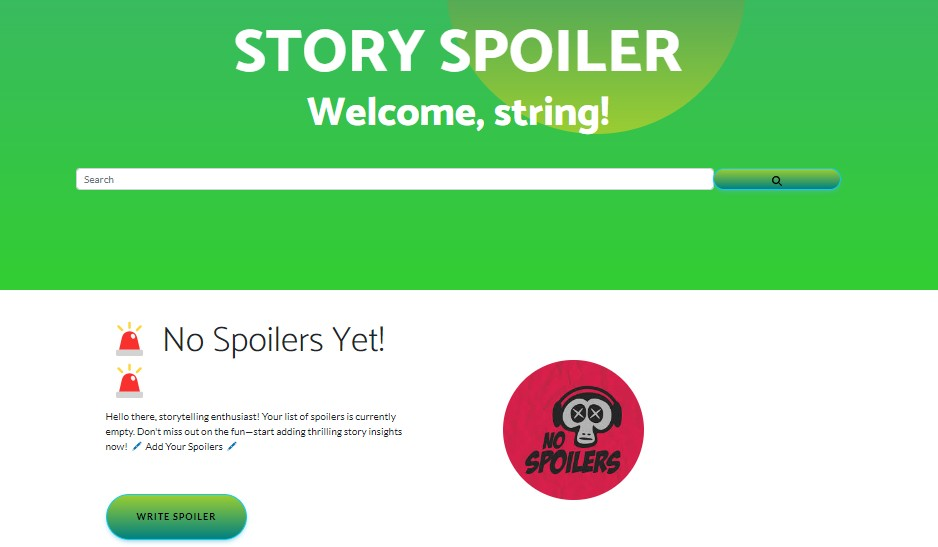 STORY SPOILER
Welcome, string!
Search
🚨 No Spoilers Yet!
🚨
Hello there, storytelling enthusiast! Your list of spoilers is currently
empty. Don't miss out on the fun—start adding thrilling story insights
now! 🖋️ Add Your Spoilers 🖋️
NO
SPOILERS
WRITE SPOILER